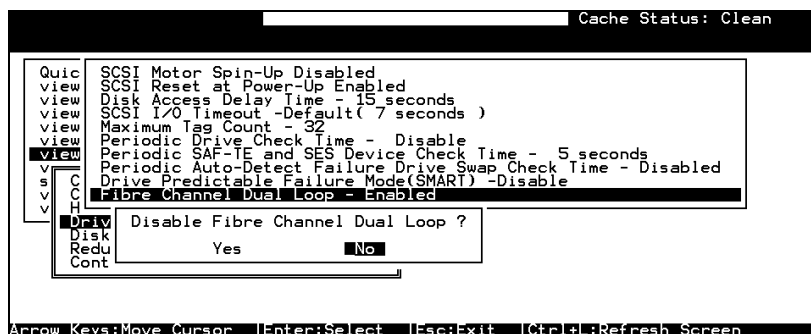 Cache Status: Clean
Quic
view
view
view
view
view
view
v
s
v
v
SCSI Motor Spin-Up Disabled
SCSI Reset at Power-Up Enabled
Disk Access Delay Time - 15 seconds
SCSI I/O Timeout -Default( 7 seconds )
Maximum Tag Count - 32
Periodic Drive Check Time -  Disable
Periodic SAF-TE and SES Device Check Time -  5 seconds
Periodic Auto-Detect Failure Drive Swap Check Time - Disabled
Drive Predictable Failure Mode(SMART) -Disable
Fibre Channel Dual Loop - Enabled
C
C
H
Driv
Disk
Redu
Cont
Disable Fibre Channel Dual Loop ?
Yes No
Arrow Keys:Move Cursor |Enter:Select |Esc:Exit |Ctrl+L:Refresh Screen